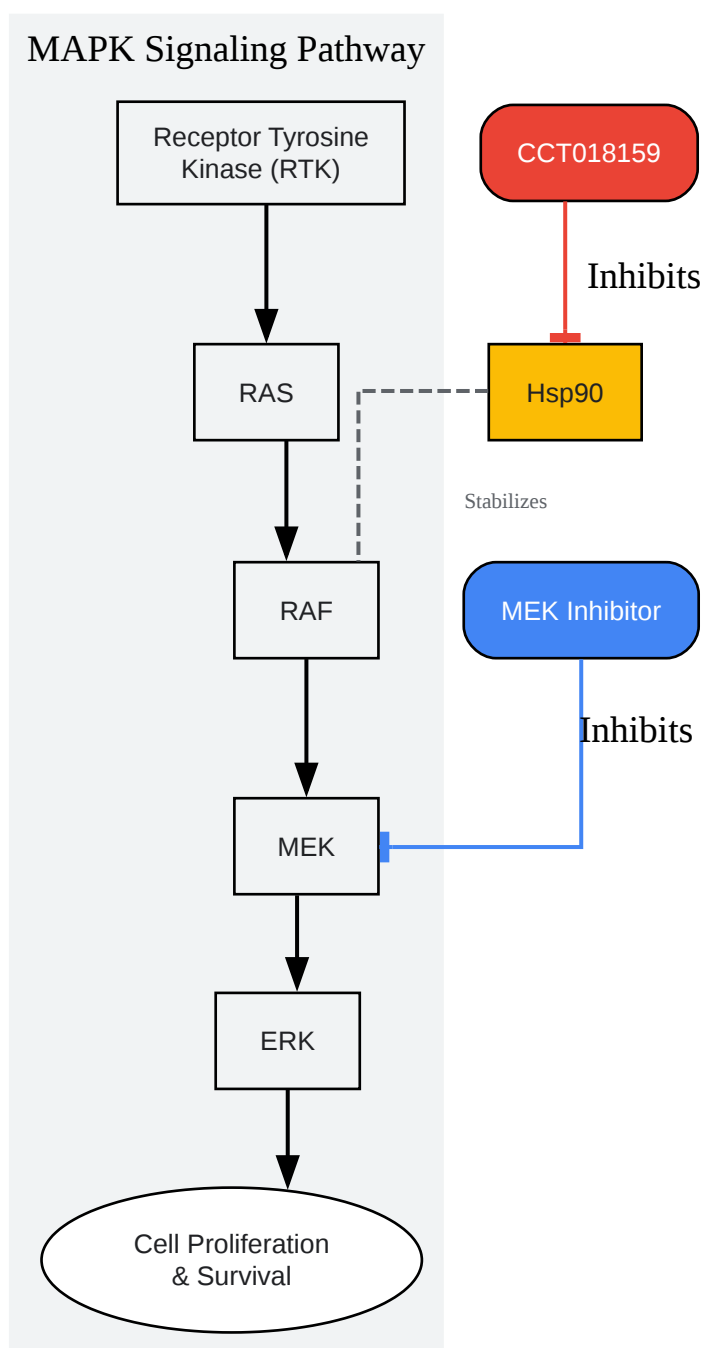 MAPK Signaling Pathway
Receptor Tyrosine
Kinase (RTK)
CCT018159
Inhibits
RAS
Hsp90
Stabilizes
RAF
MEK Inhibitor
Inhibits
MEK
ERK
Cell Proliferation
& Survival